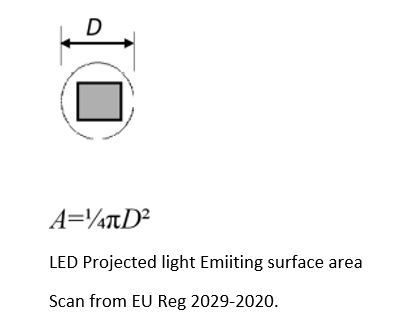 D
A=¼πD²
LED Projected light Emiiting surface area
Scan from EU Reg 2029-2020.